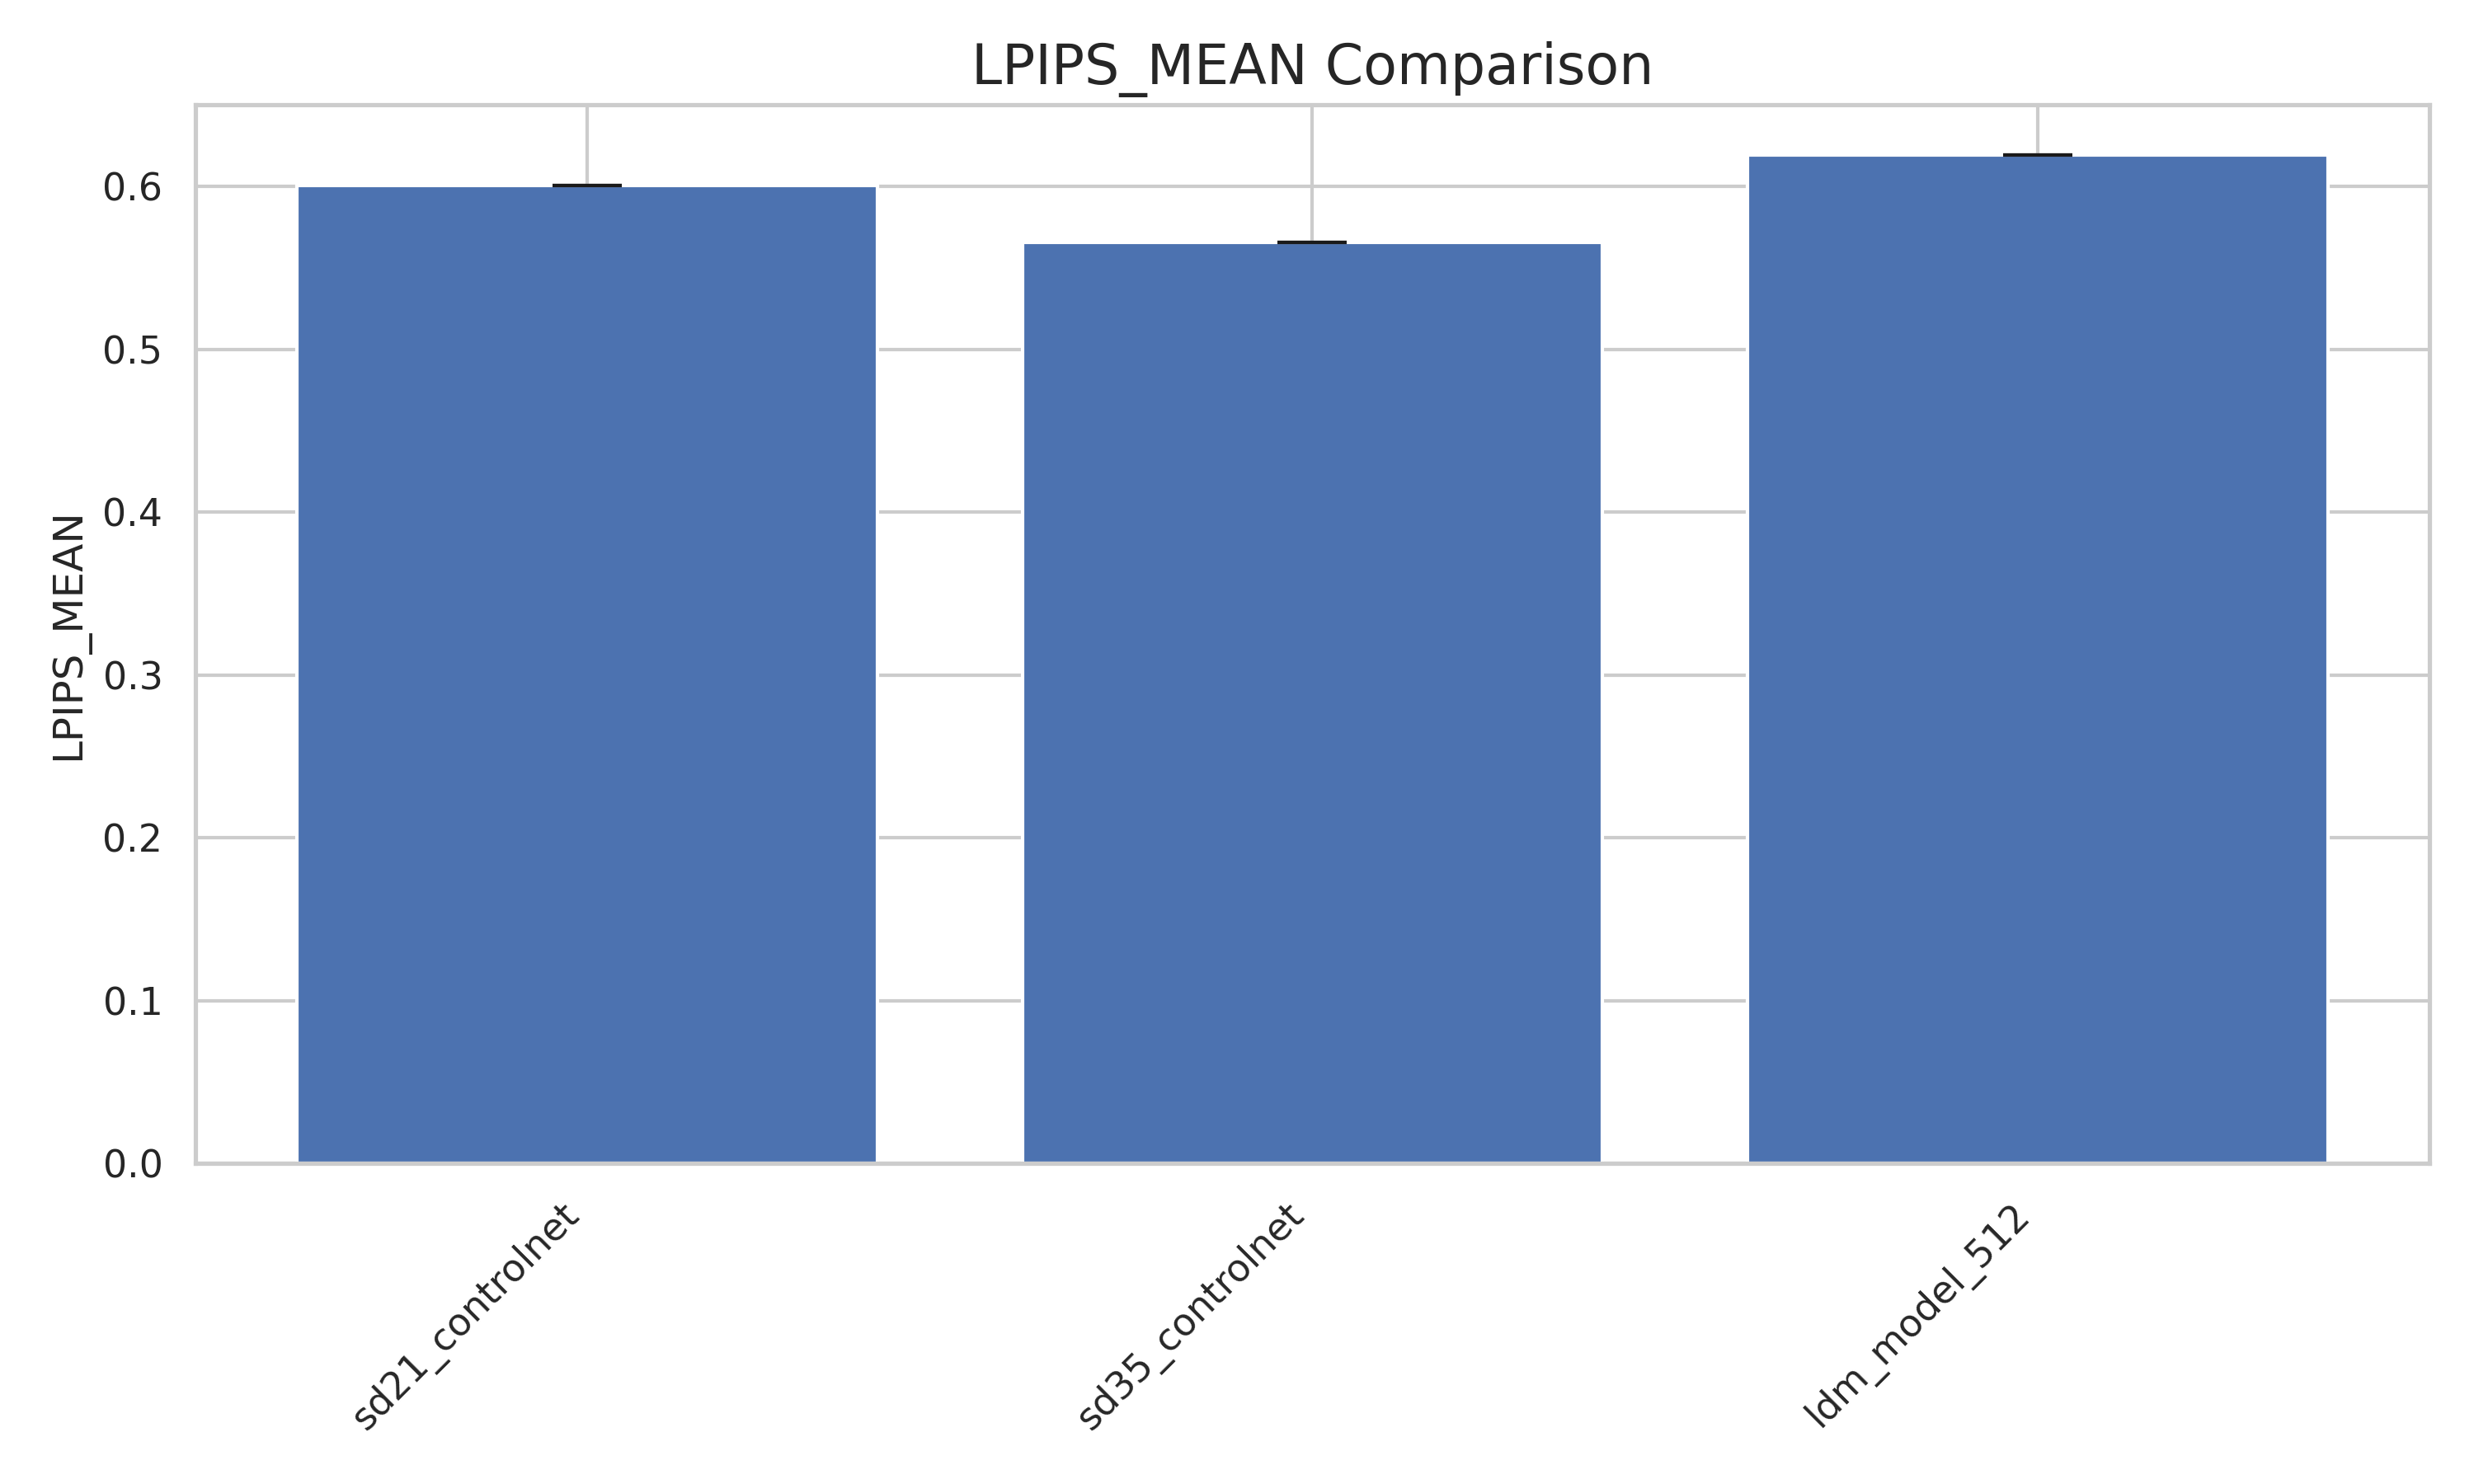 LPIPS_MEAN Comparison
LPIPS_MEAN
0.6
0.5
0.4
0.3
0.2
0.1
0.0
sd21_controlnet
sd35_controlnet
ldm_model_512